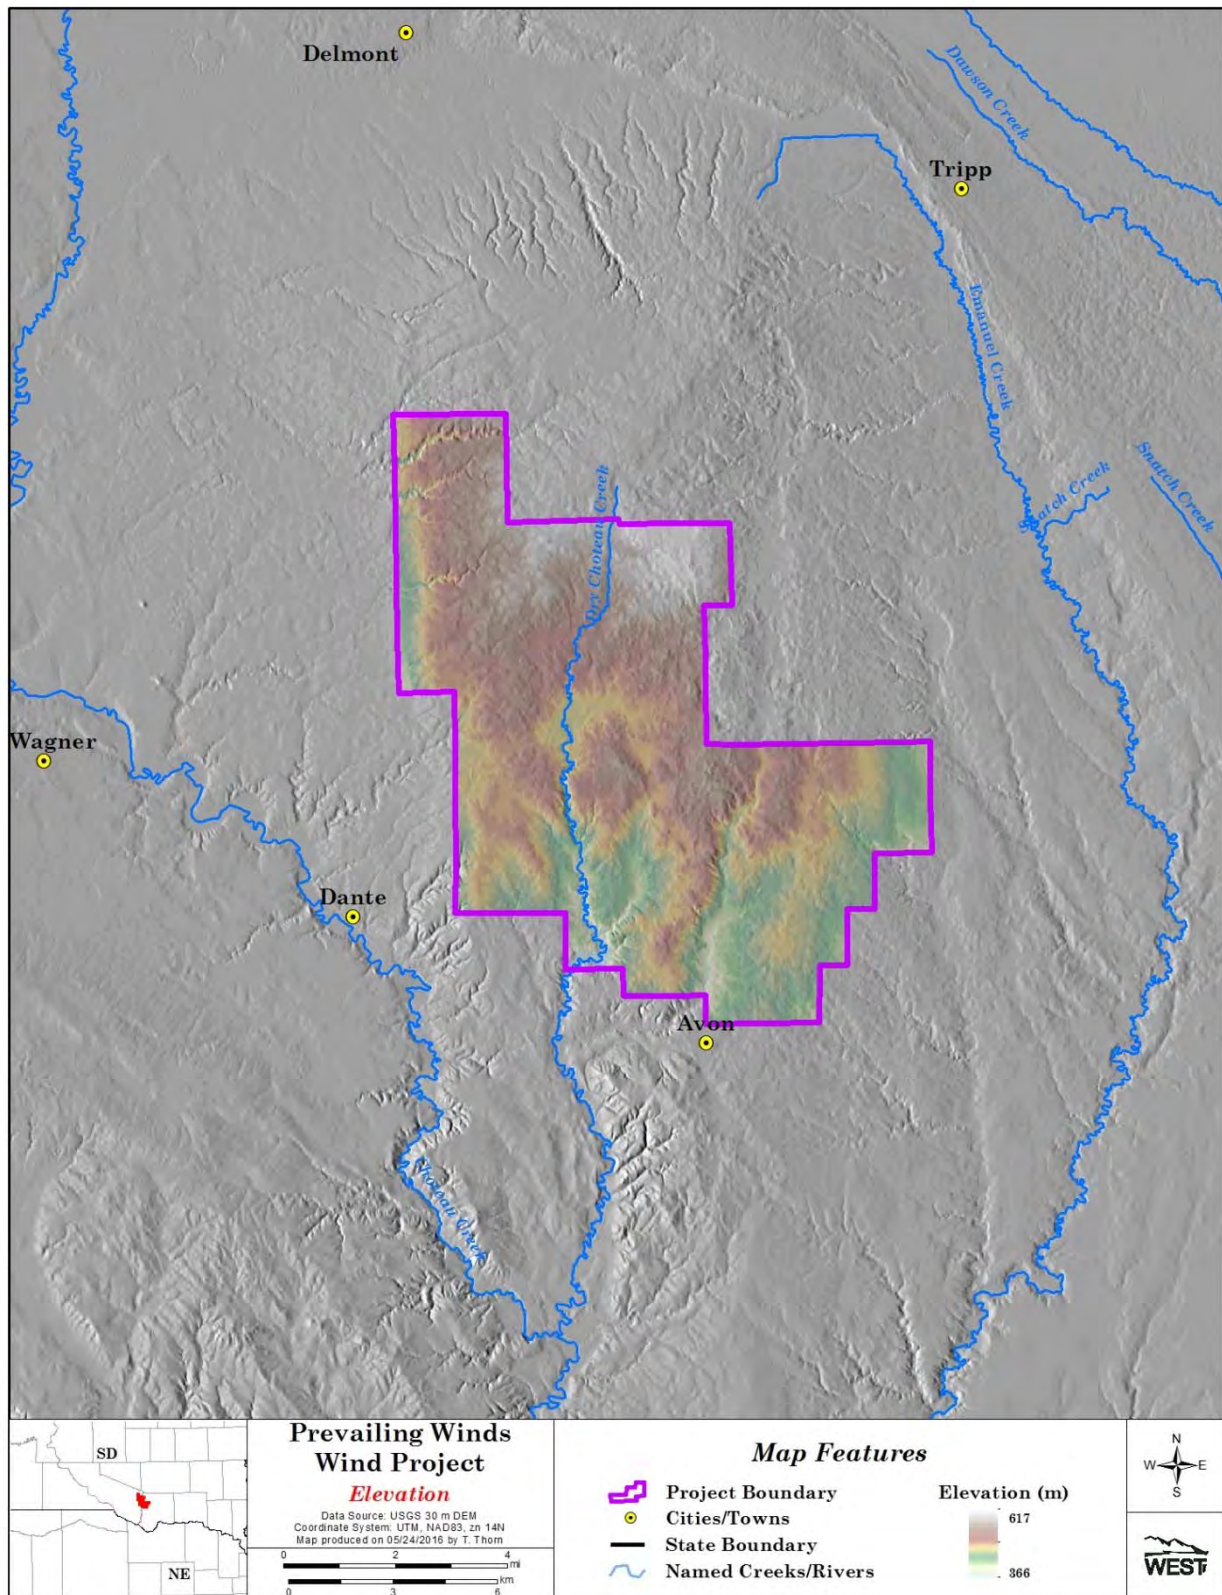 Delmont
Dawson Creek
Tripp
Emanuel Creek
Snatch Creek
Snatch Creek
Dry Choteau Creek
Wagner
Dante
Avon
Choteau Creek
SD
NE
Prevailing Winds
Wind Project
Elevation
Data Source: USGS 30 m DEM
Coordinate System: UTM, NAD83, zn 14N
Map produced on 05/24/2016 by T. Thorn
0 2 4
mi
km
0 3 6
Map Features
Project Boundary
Cities/Towns
State Boundary
Named Creeks/Rivers
Elevation (m)
617
366
N
W E
S
WEST